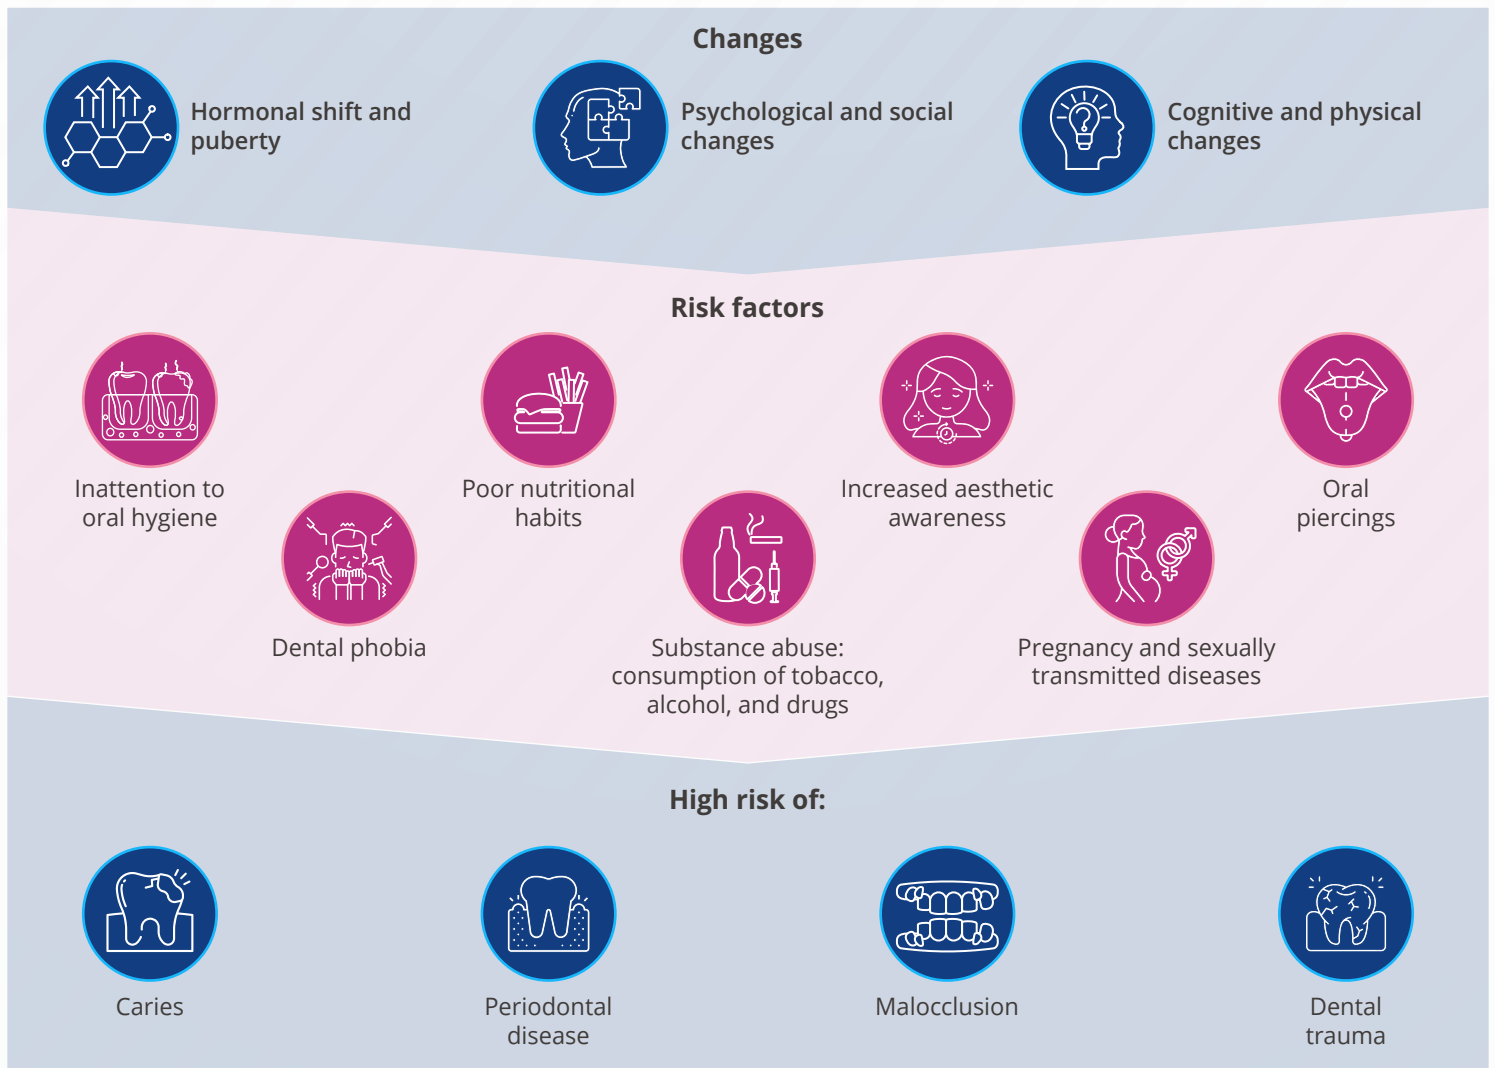 Changes
Hormonal shift and
puberty
Psychological and social
changes
Cognitive and physical
changes
Risk factors
Inattention to
oral hygiene
Poor nutritional
habits
Increased aesthetic
awareness
Oral
piercings
Dental phobia
Substance abuse:
consumption of tobacco,
alcohol, and drugs
Pregnancy and sexually
transmitted diseases
High risk of:
Caries
Periodontal
disease
Malocclusion
Dental
trauma